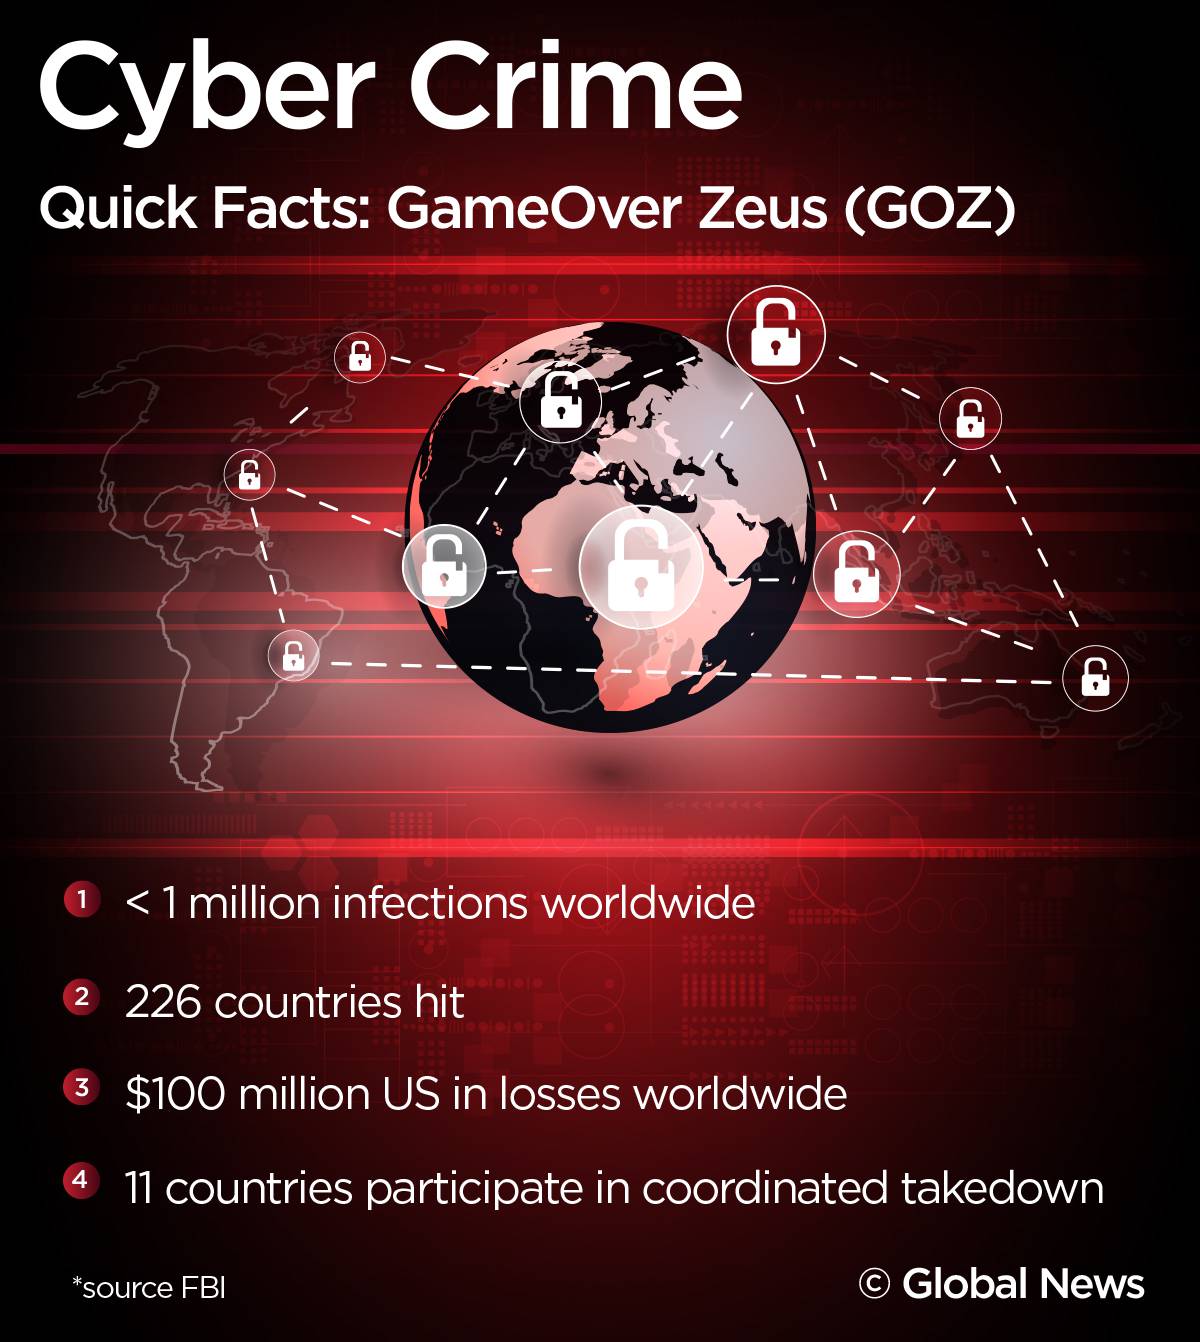 Cyber Crime
Quick Facts: GameOver Zeus (GOZ)
1 < 1 million infections worldwide
2 226 countries hit
3 $100 million US in losses worldwide
4 11 countries participate in coordinated takedown
*source FBI
© Global News